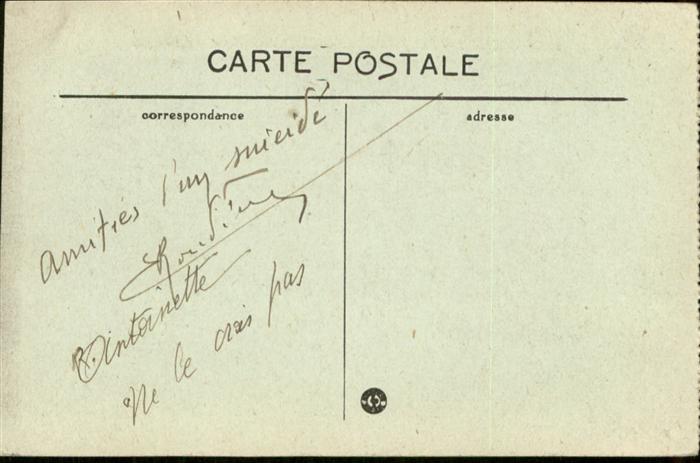 CARTE POSTALE
correspondance
adresse
Amitiés d'un suicidé
Antoinette
Ne le crois pas